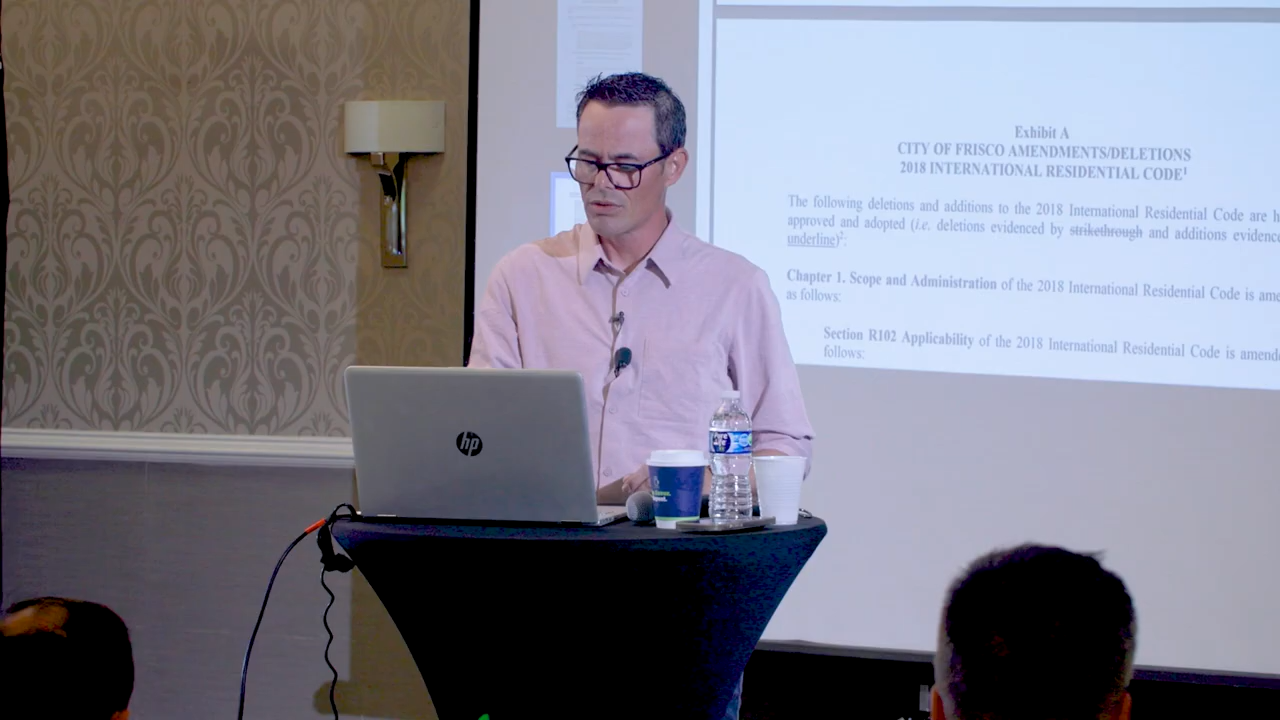 Exhibit A
CITY OF FRISCO AMENDMENTS/DELETIONS
2018 INTERNATIONAL RESIDENTIAL CODE¹
The following deletions and additions to the 2018 International Residential Code are
approved and adopted (i.e. deletions evidenced by strikethrough and additions
underline)²:
Chapter 1. Scope and Administration of the 2018 International Residential Code is
as follows:
Section R102 Applicability of the 2018 International Residential Code is
follows:
hp